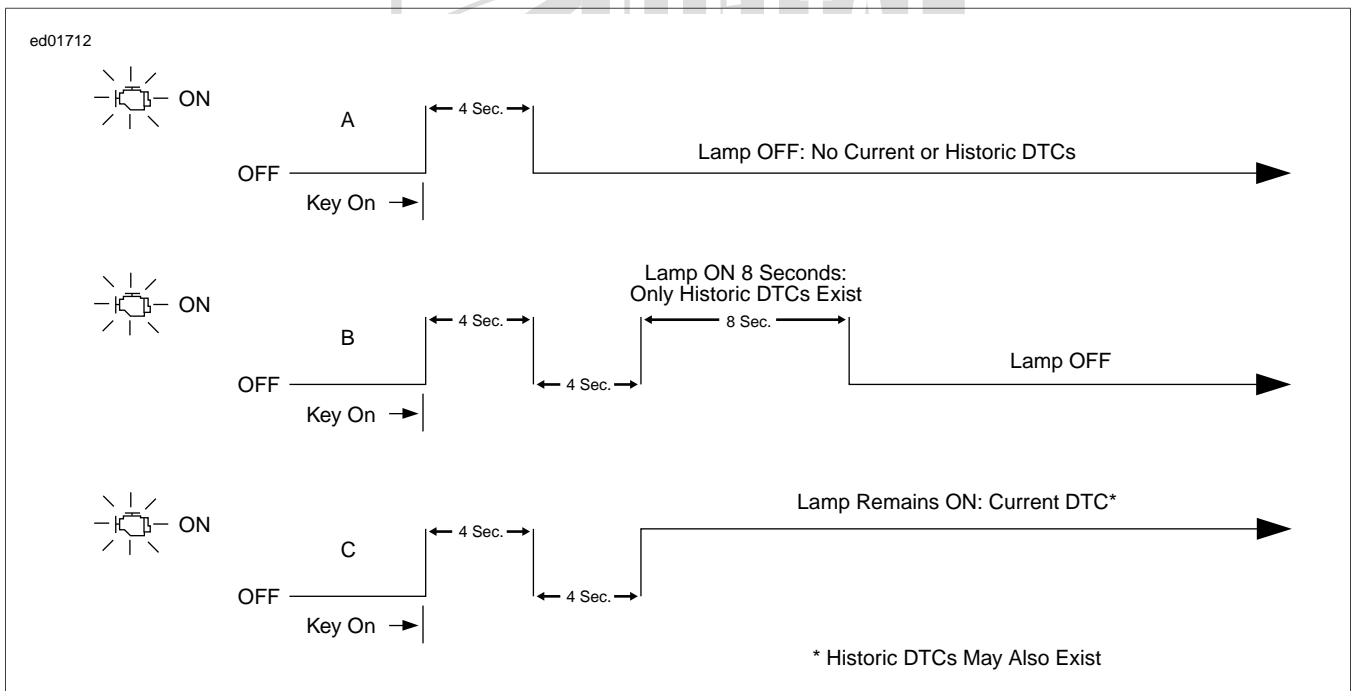 ed01712
ON
A
4 Sec.
Lamp OFF: No Current or Historic DTCs
OFF
Key On
ON
Lamp ON 8 Seconds:
Only Historic DTCs Exist
B
4 Sec.
8 Sec.
Lamp OFF
OFF
4 Sec.
Key On
ON
Lamp Remains ON: Current DTC*
C
4 Sec.
OFF
4 Sec.
Key On
* Historic DTCs May Also Exist